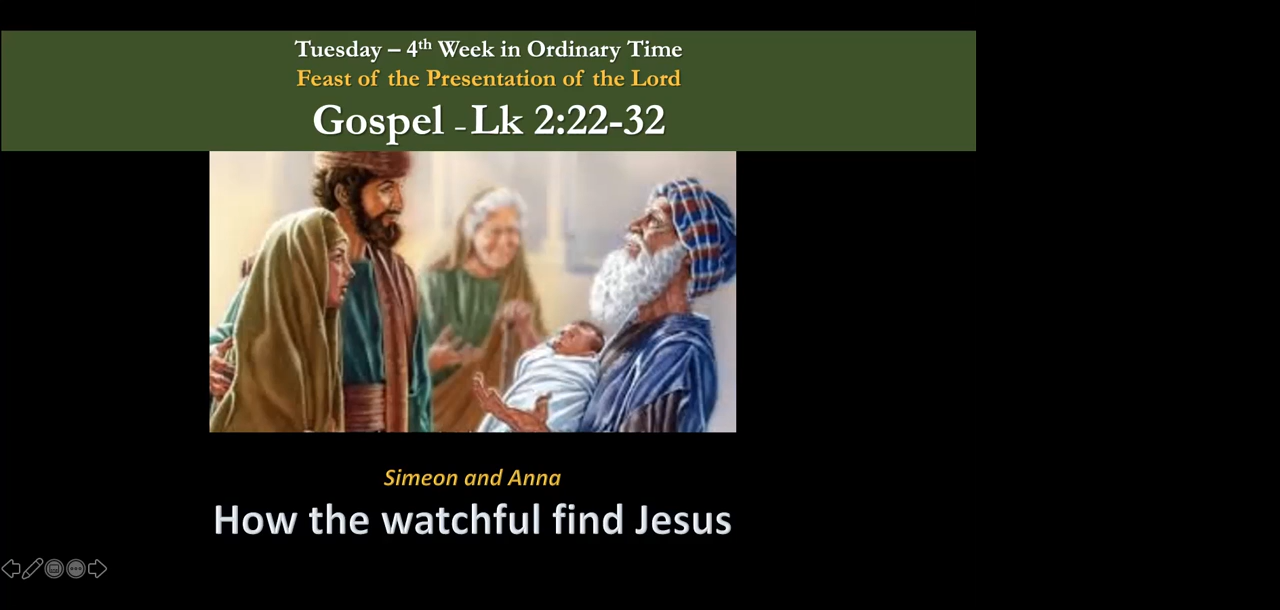 Tuesday – 4th Week in Ordinary Time
Feast of the Presentation of the Lord
Gospel – Lk 2:22-32
Simeon and Anna
How the watchful find Jesus